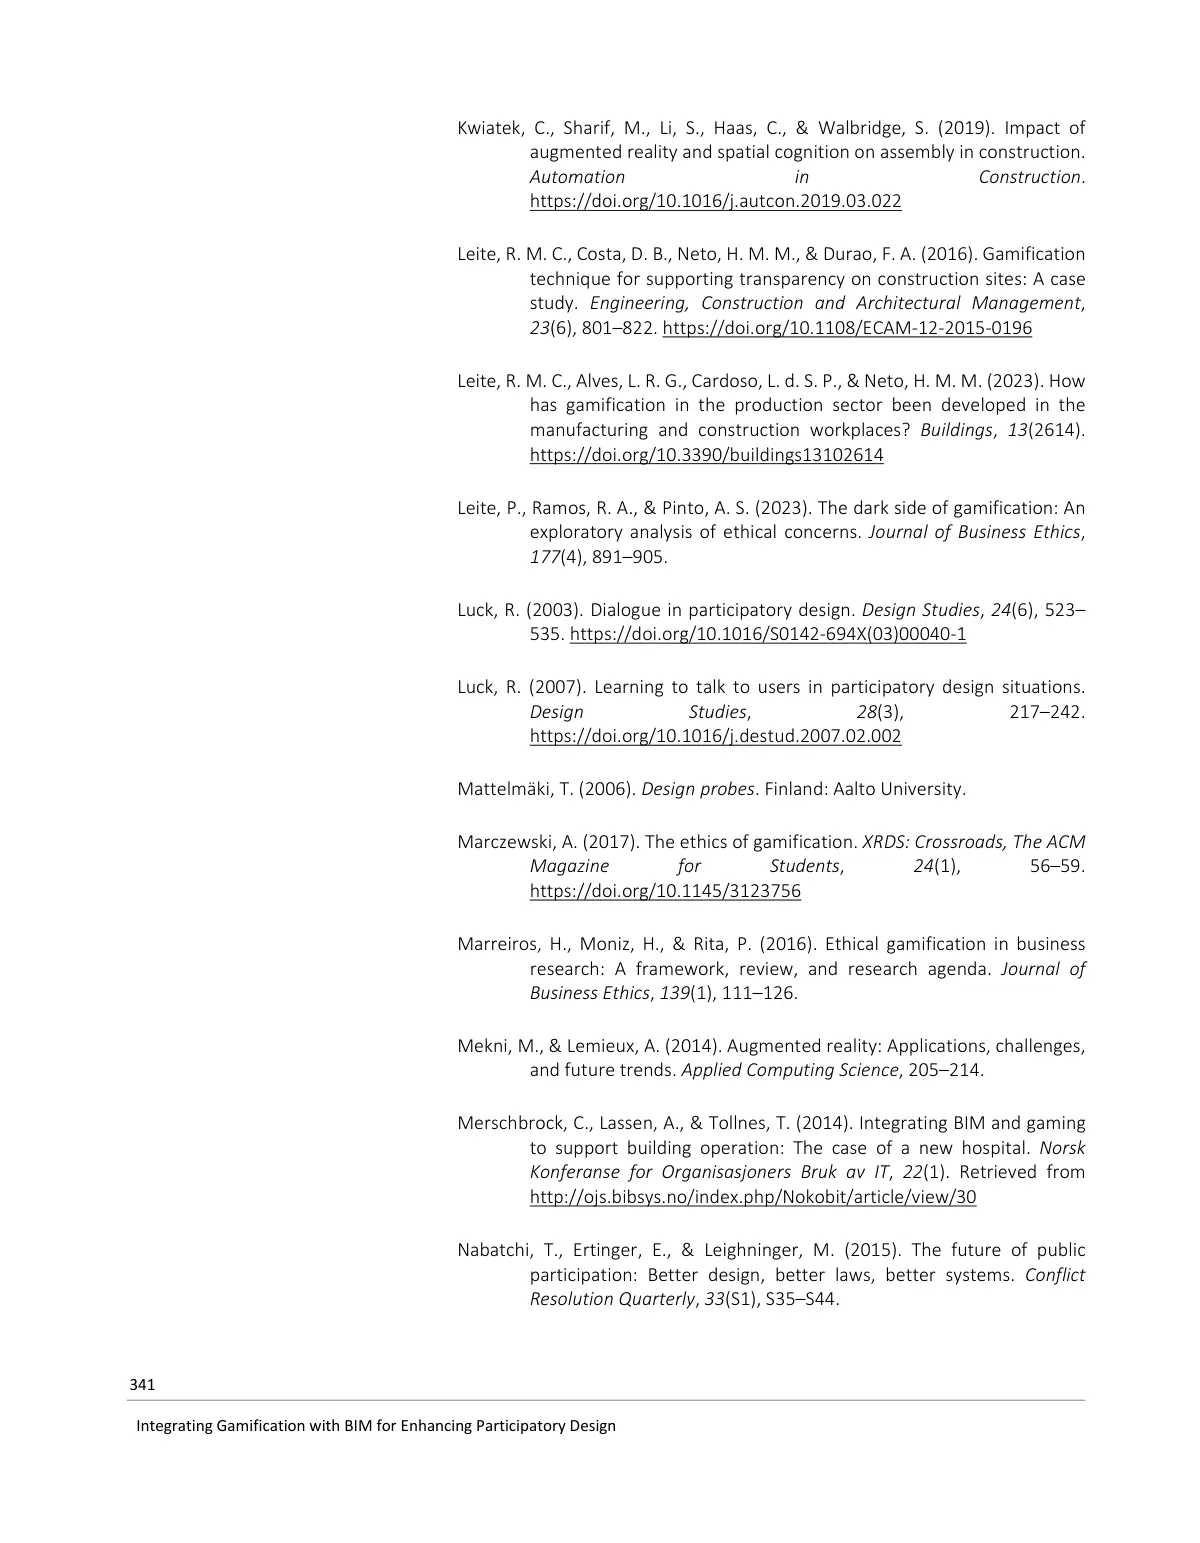 Kwiatek, C., Sharif, M., Li, S., Haas, C., & Walbridge, S. (2019). Impact of
augmented reality and spatial cognition on assembly in construction.
Automation in Construction.
https://doi.org/10.1016/j.autcon.2019.03.022
Leite, R. M. C., Costa, D. B., Neto, H. M. M., & Durao, F. A. (2016). Gamification
technique for supporting transparency on construction sites: A case
study. Engineering, Construction and Architectural Management,
23(6), 801–822. https://doi.org/10.1108/ECAM-12-2015-0196
Leite, R. M. C., Alves, L. R. G., Cardoso, L. d. S. P., & Neto, H. M. M. (2023). How
has gamification in the production sector been developed in the
manufacturing and construction workplaces? Buildings, 13(2614).
https://doi.org/10.3390/buildings13102614
Leite, P., Ramos, R. A., & Pinto, A. S. (2023). The dark side of gamification: An
exploratory analysis of ethical concerns. Journal of Business Ethics,
177(4), 891–905.
Luck, R. (2003). Dialogue in participatory design. Design Studies, 24(6), 523–
535. https://doi.org/10.1016/S0142-694X(03)00040-1
Luck, R. (2007). Learning to talk to users in participatory design situations.
Design Studies, 28(3), 217–242.
https://doi.org/10.1016/j.destud.2007.02.002
Mattelmäki, T. (2006). Design probes. Finland: Aalto University.
Marczewski, A. (2017). The ethics of gamification. XRDS: Crossroads, The ACM
Magazine for Students, 24(1), 56–59.
https://doi.org/10.1145/3123756
Marreiros, H., Moniz, H., & Rita, P. (2016). Ethical gamification in business
research: A framework, review, and research agenda. Journal of
Business Ethics, 139(1), 111–126.
Mekni, M., & Lemieux, A. (2014). Augmented reality: Applications, challenges,
and future trends. Applied Computing Science, 205–214.
Merschbrock, C., Lassen, A., & Tollnes, T. (2014). Integrating BIM and gaming
to support building operation: The case of a new hospital. Norsk
Konferanse for Organisasjoners Bruk av IT, 22(1). Retrieved from
http://ojs.bibsys.no/index.php/Nokobit/article/view/30
Nabatchi, T., Ertinger, E., & Leighninger, M. (2015). The future of public
participation: Better design, better laws, better systems. Conflict
Resolution Quarterly, 33(S1), S35–S44.
341
Integrating Gamification with BIM for Enhancing Participatory Design